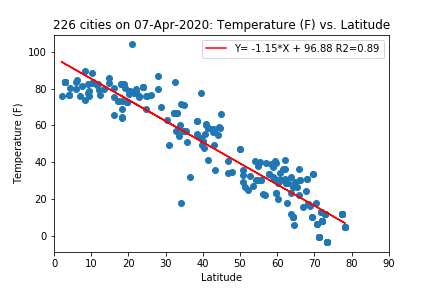 226 cities on 07-Apr-2020: Temperature (F) vs. Latitude
Y= -1.15*X + 96.88 R2=0.89
Temperature (F)
100
80
60
40
20
0
0 10 20 30 40 50 60 70 80 90
Latitude